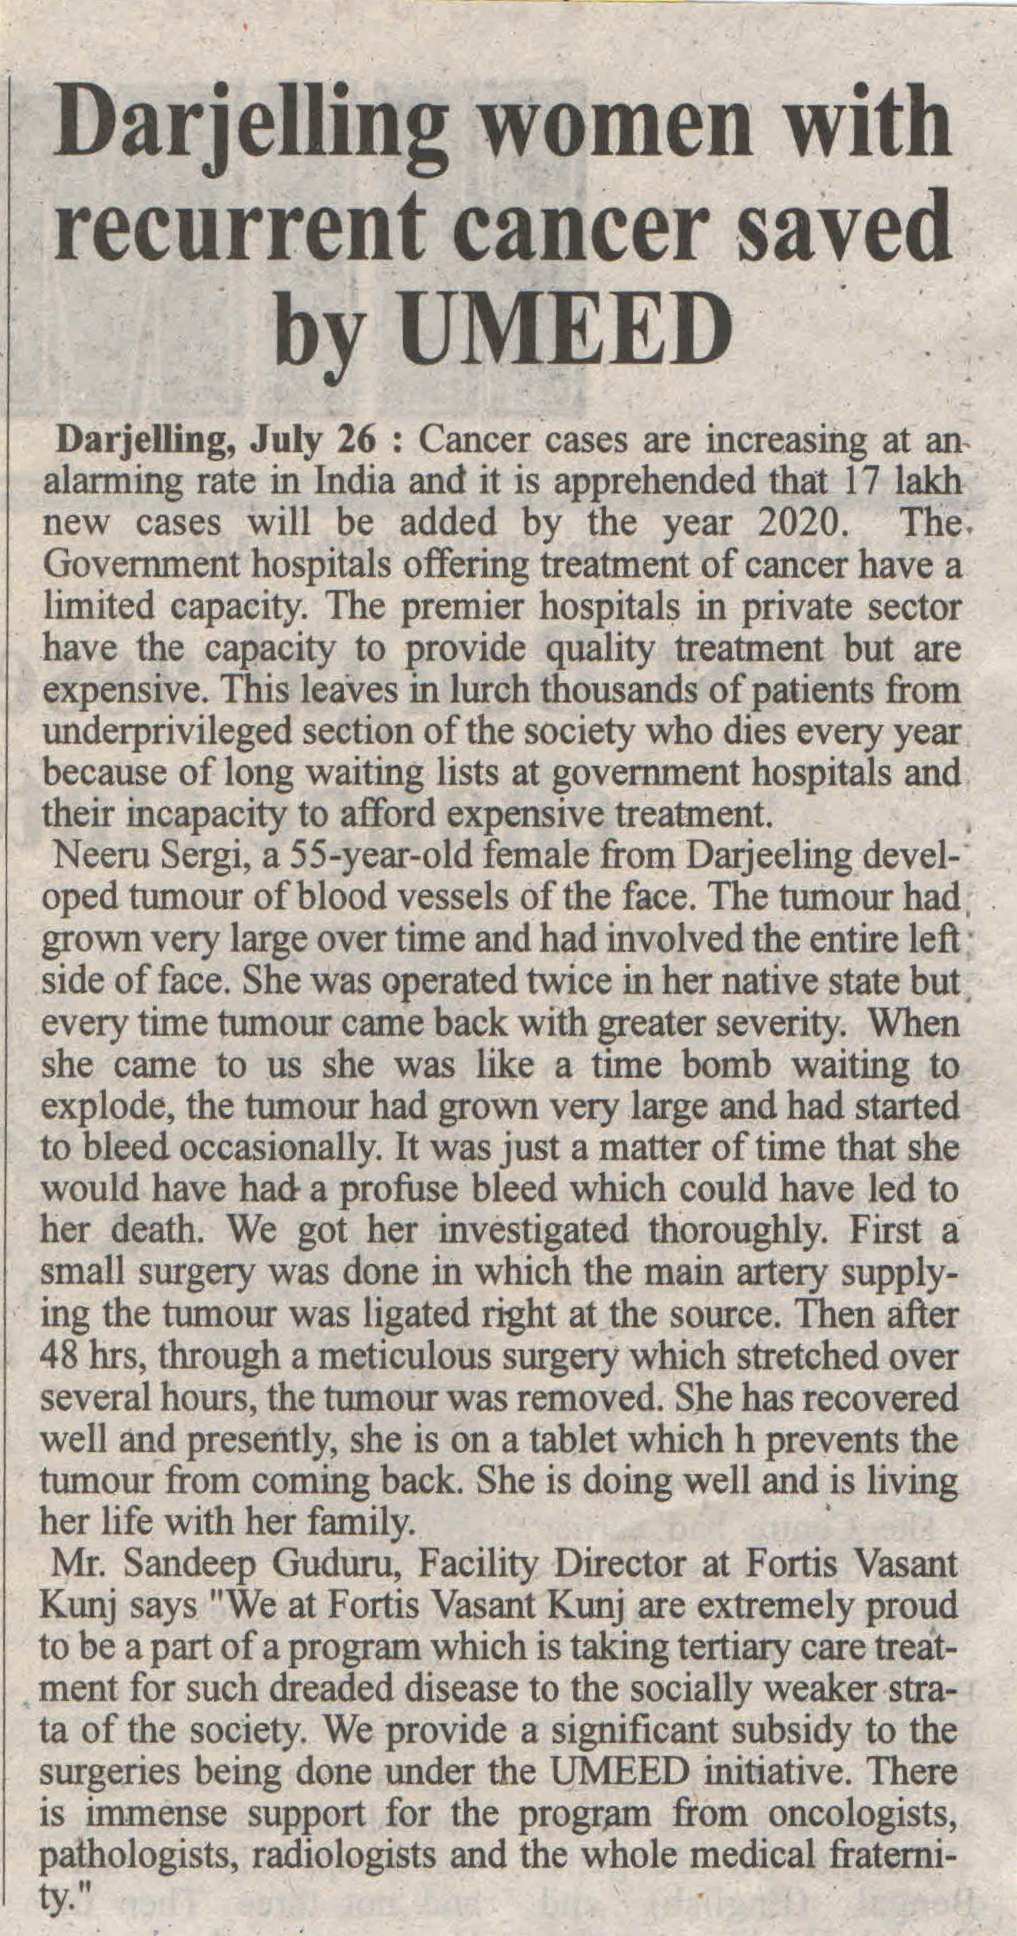 Darjelling women with
recurrent cancer saved
by UMEED
Darjelling, July 26 : Cancer cases are increasing at an
alarming rate in India and it is apprehended that 17 lakh
new cases will be added by the year 2020. The
Government hospitals offering treatment of cancer have a
limited capacity. The premier hospitals in private sector
have the capacity to provide quality treatment but are
expensive. This leaves in lurch thousands of patients from
underprivileged section of the society who dies every year
because of long waiting lists at government hospitals and
their incapacity to afford expensive treatment.
Neeru Sergi, a 55-year-old female from Darjeeling devel-
oped tumour of blood vessels of the face. The tumour had
grown very large over time and had involved the entire left
side of face. She was operated twice in her native state but
every time tumour came back with greater severity. When
she came to us she was like a time bomb waiting to
explode, the tumour had grown very large and had started
to bleed occasionally. It was just a matter of time that she
would have had a profuse bleed which could have led to
her death. We got her investigated thoroughly. First a
small surgery was done in which the main artery supply-
ing the tumour was ligated right at the source. Then after
48 hrs, through a meticulous surgery which stretched over
several hours, the tumour was removed. She has recovered
well and presently, she is on a tablet which h prevents the
tumour from coming back. She is doing well and is living
her life with her family.
Mr. Sandeep Guduru, Facility Director at Fortis Vasant
Kunj says "We at Fortis Vasant Kunj are extremely proud
to be a part of a program which is taking tertiary care treat-
ment for such dreaded disease to the socially weaker stra-
ta of the society. We provide a significant subsidy to the
surgeries being done under the UMEED initiative. There
is immense support for the program from oncologists,
pathologists, radiologists and the whole medical fraterni-
ty."